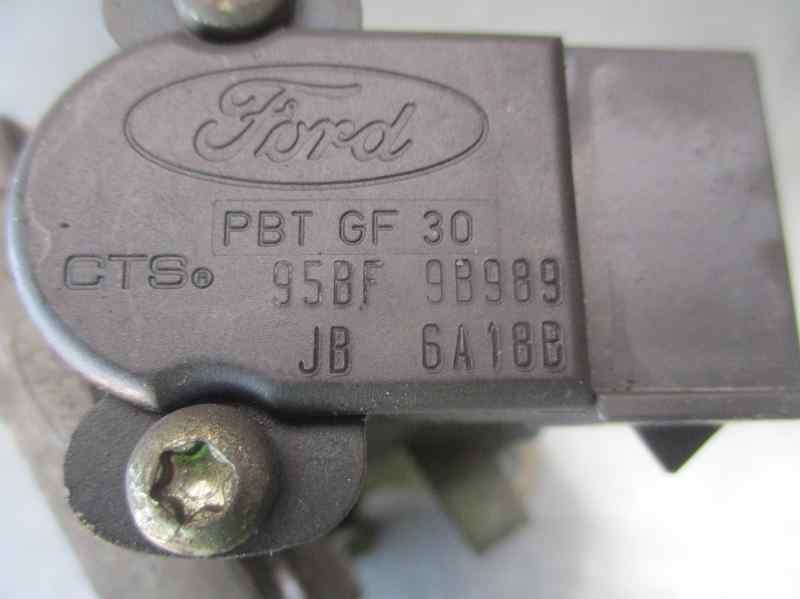 Ford
PBT GF 30
CTS®
95BF 9B989
JB 6A18B